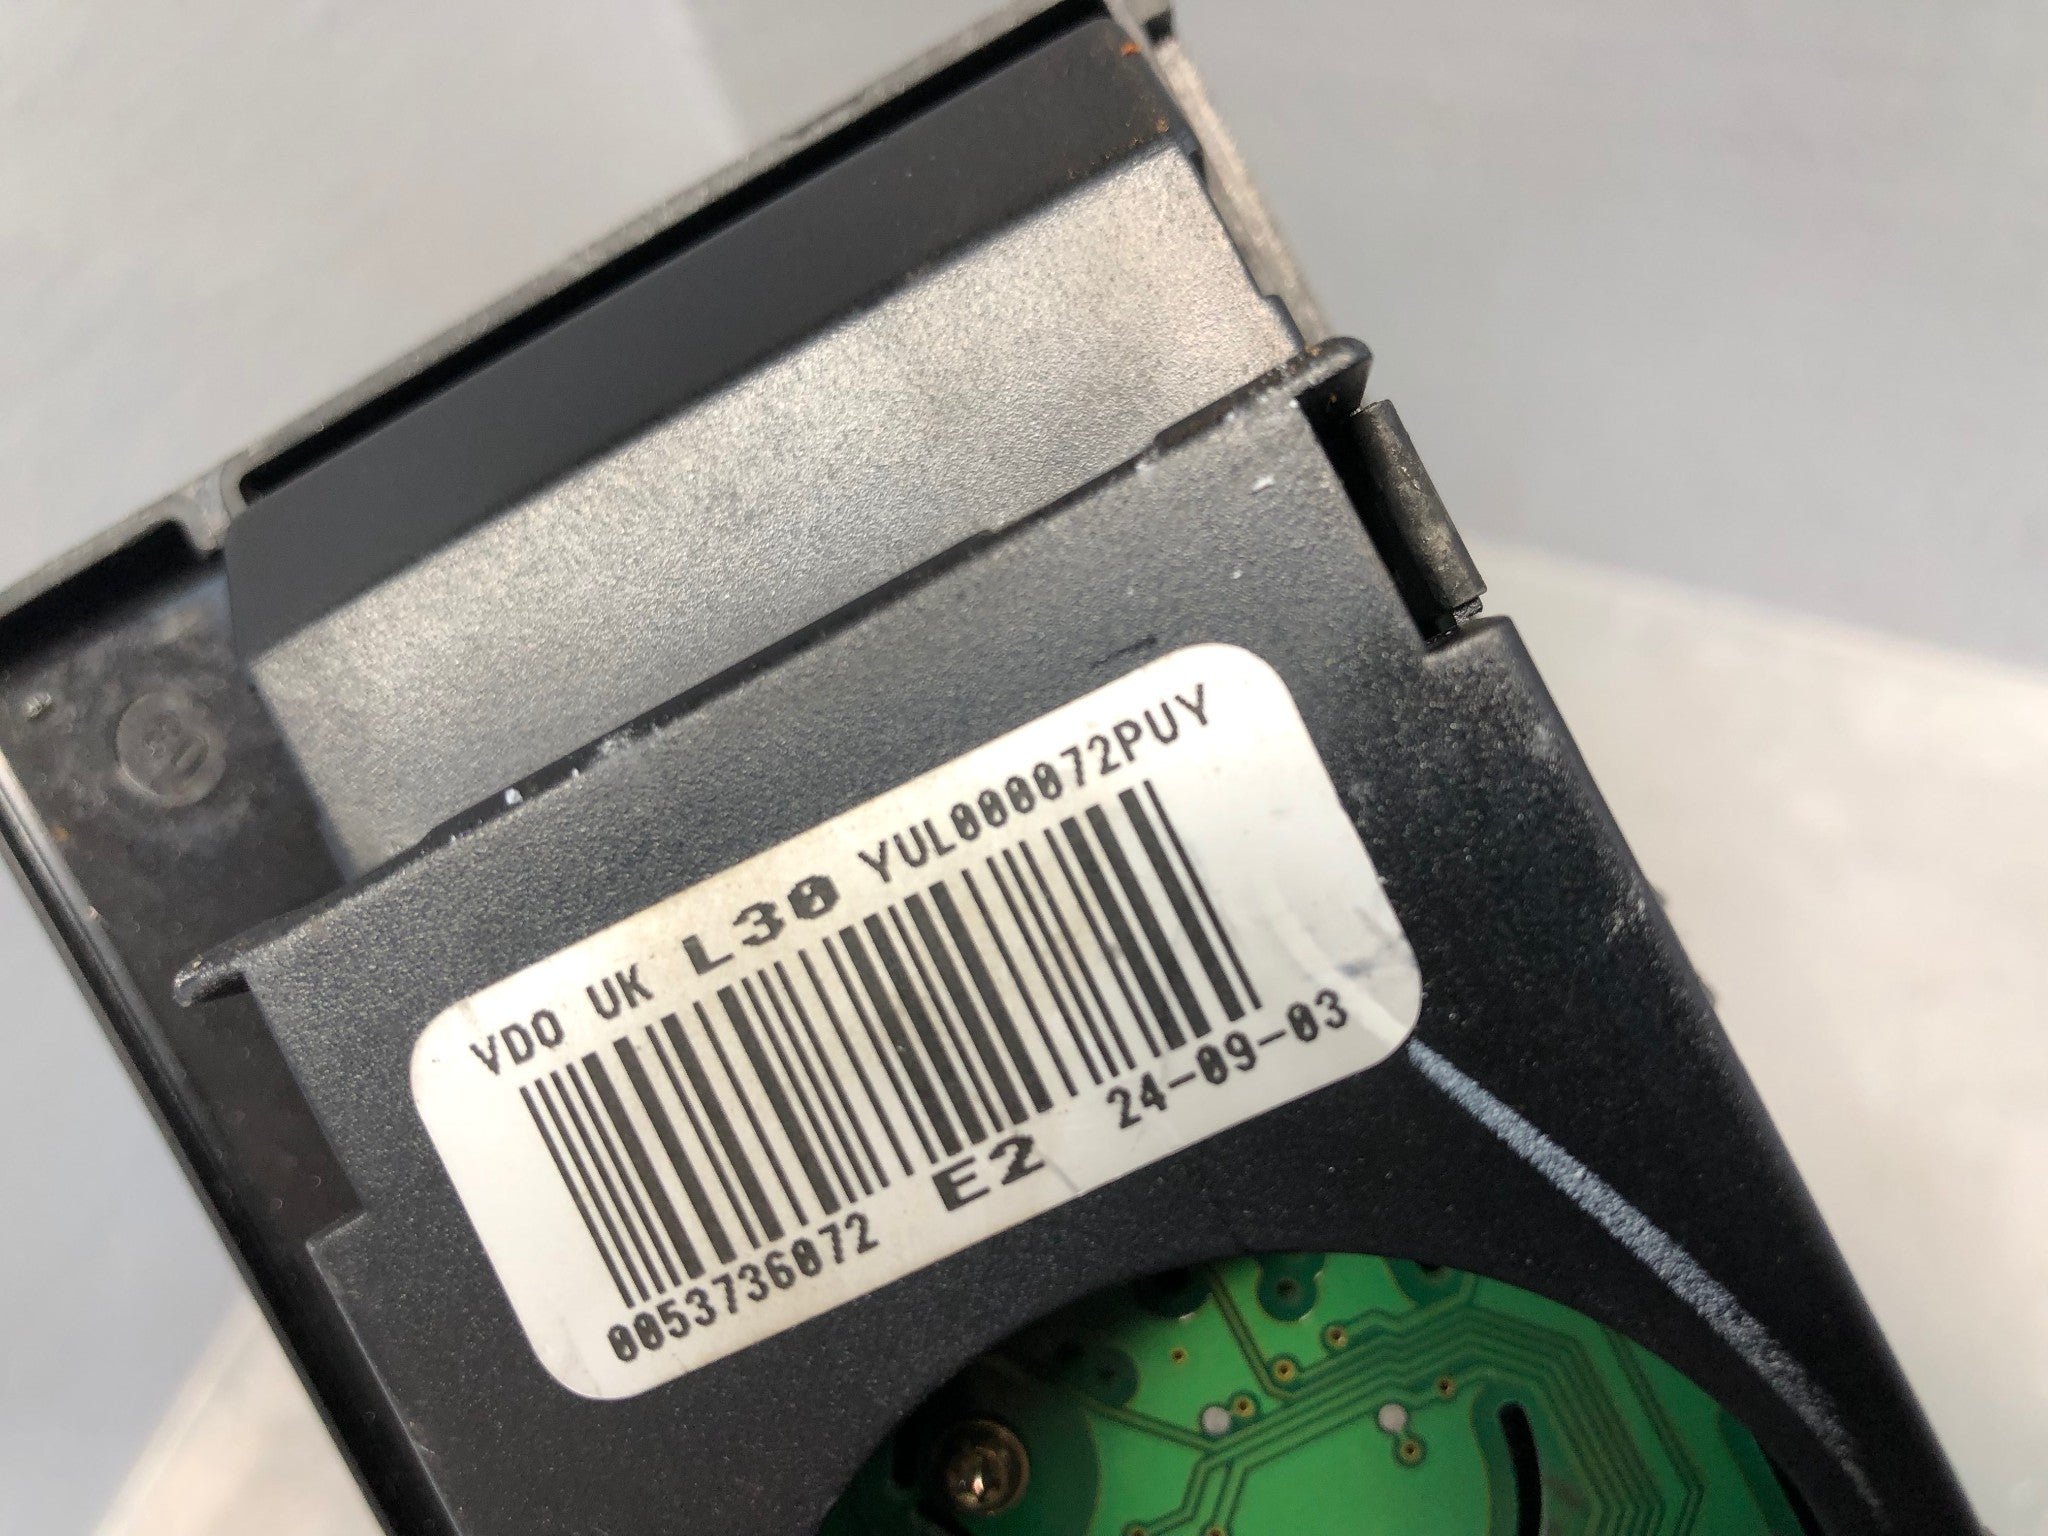 VDO UK L30 YUL000072PUY
0053736072 E2 24-09-03